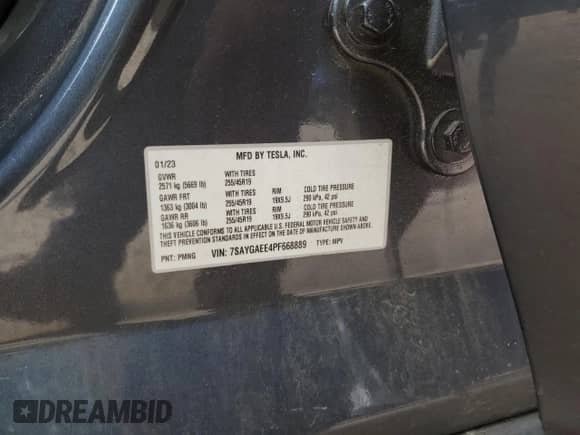 MFD BY TESLA, INC.
01/23
GVWR WITH TIRES
2571 kg (5669 lb) 255/45R19
GAWR FRT WITH TIRES RIM COLD TIRE PRESSURE
1363 kg (3004 lb) 255/45R19 19X9.5J 290 kPa, 42 psi
GAWR RR WITH TIRES RIM COLD TIRE PRESSURE
1636 kg (3606 lb) 255/45R19 19X9.5J 290 kPa, 42 psi
THIS VEHICLE CONFORMS TO ALL APPLICABLE U.S. FEDERAL MOTOR VEHICLE SAFETY AND
THEFT PREVENTION STANDARDS IN EFFECT ON THE DATE OF MANUFACTURE SHOWN ABOVE.
PNT: PMNG VIN: 7SAYGAEE4PF668889 TYPE: MPV
DREAMBID